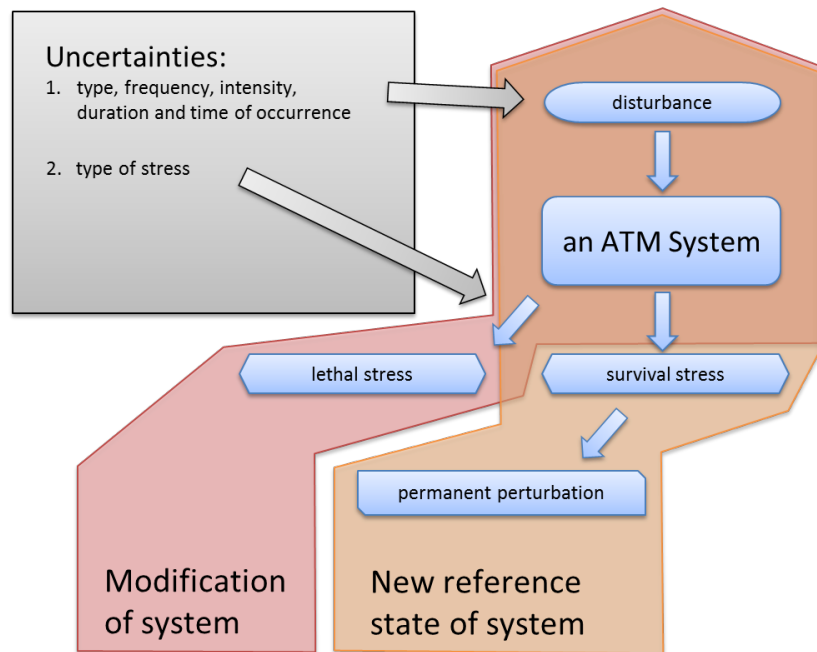 Uncertainties:
1. type, frequency, intensity,
duration and time of occurrence
2. type of stress
disturbance
an ATM System
lethal stress
survival stress
permanent perturbation
Modification
of system
New reference
state of system